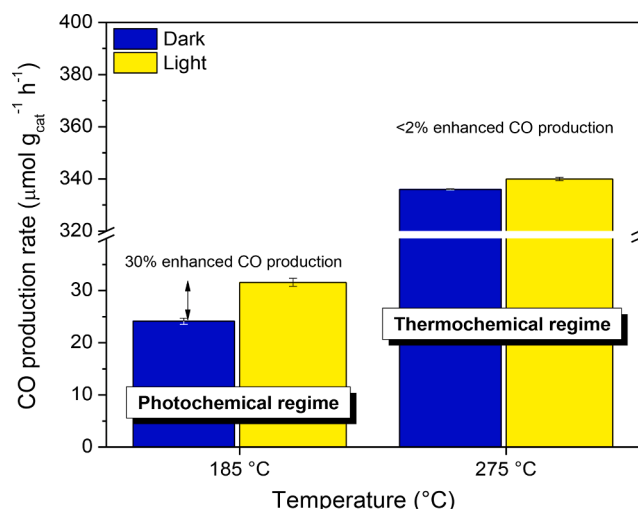 CO production rate (μmol g_cat⁻¹ h⁻¹)
400
380
360
340
320
30
20
10
0
Dark
Light
<2% enhanced CO production
30% enhanced CO production
Thermochemical regime
Photochemical regime
185 °C
275 °C
Temperature (°C)